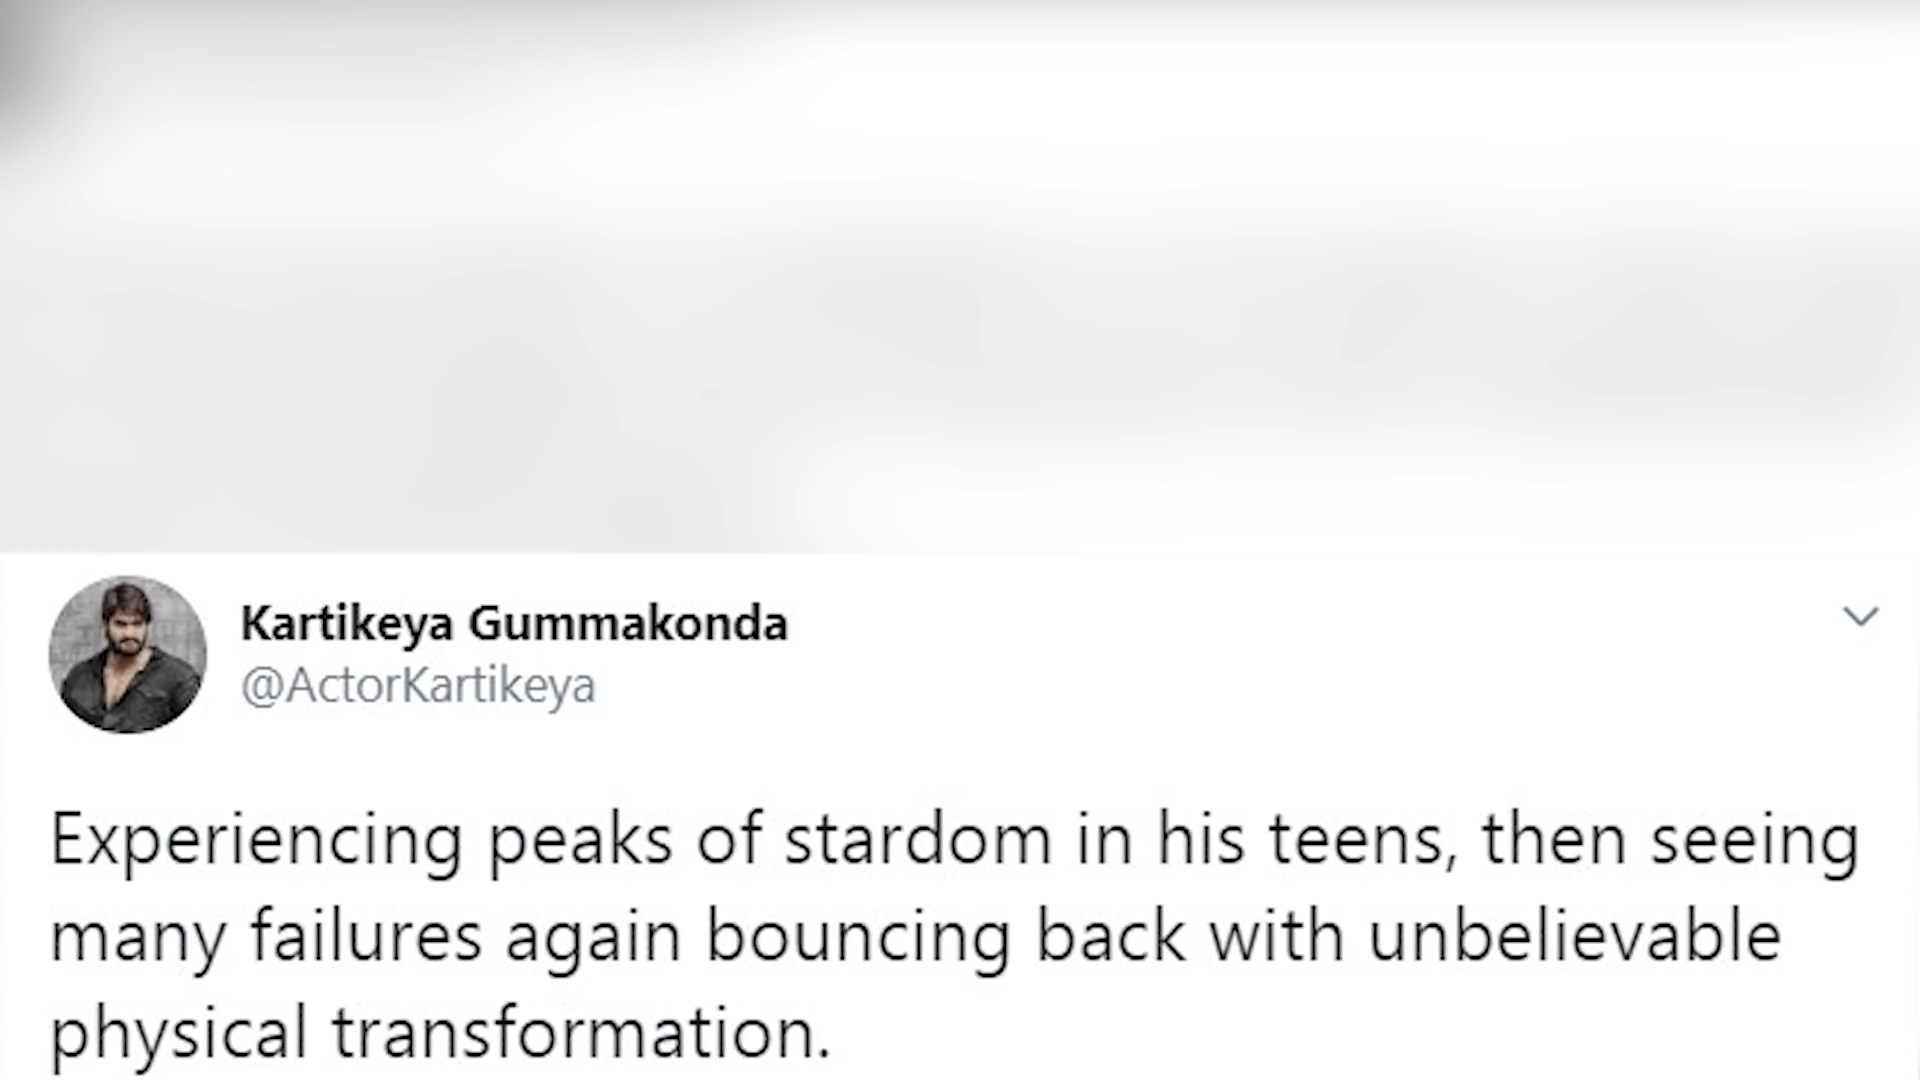 Kartikeya Gummakonda
@ActorKartikeya
Experiencing peaks of stardom in his teens, then seeing
many failures again bouncing back with unbelievable
physical transformation.